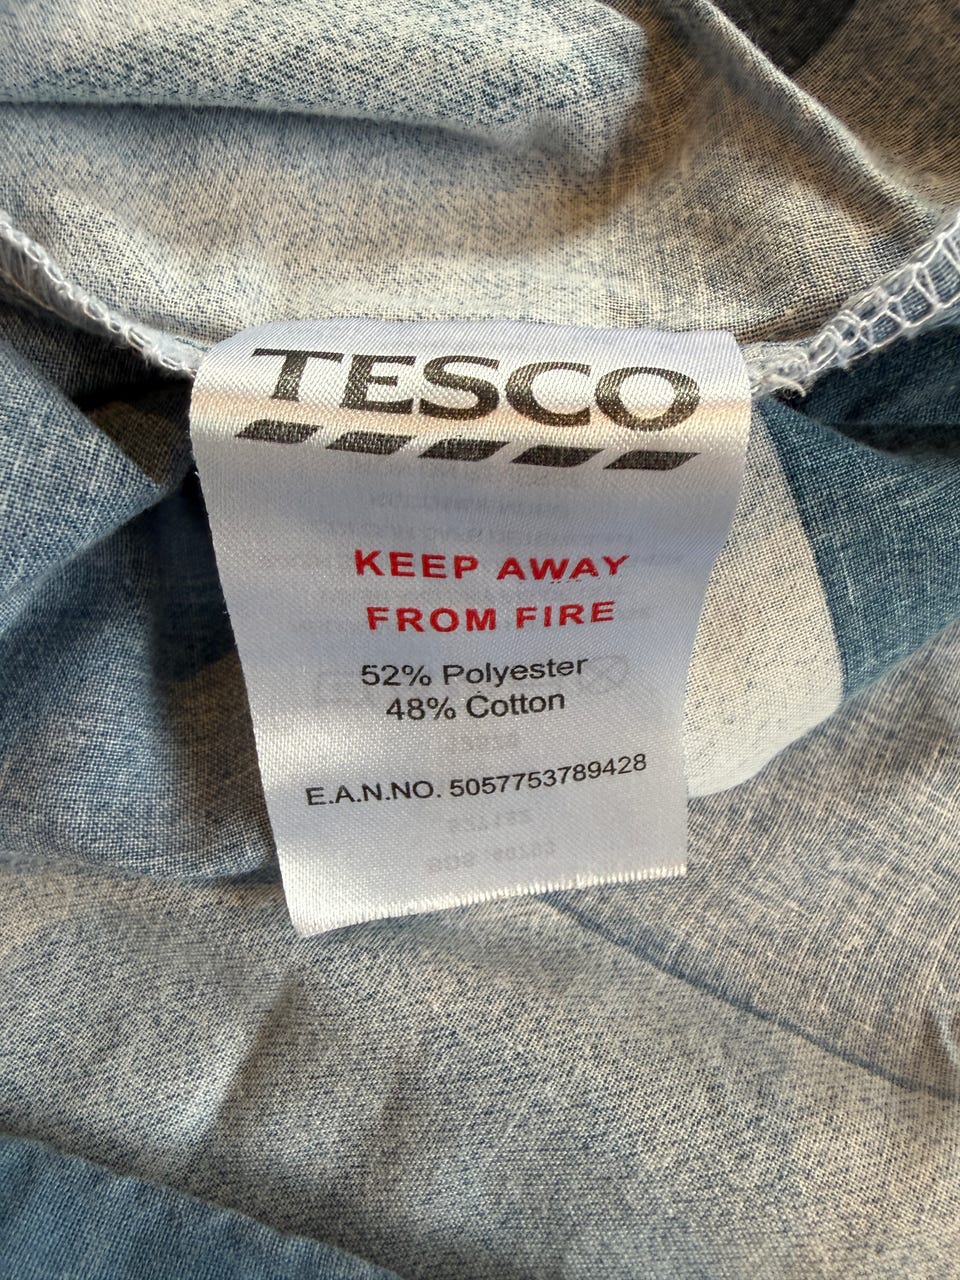 TESCO
KEEP AWAY
FROM FIRE
52% Polyester
48% Cotton
E.A.N.NO. 5057753789428